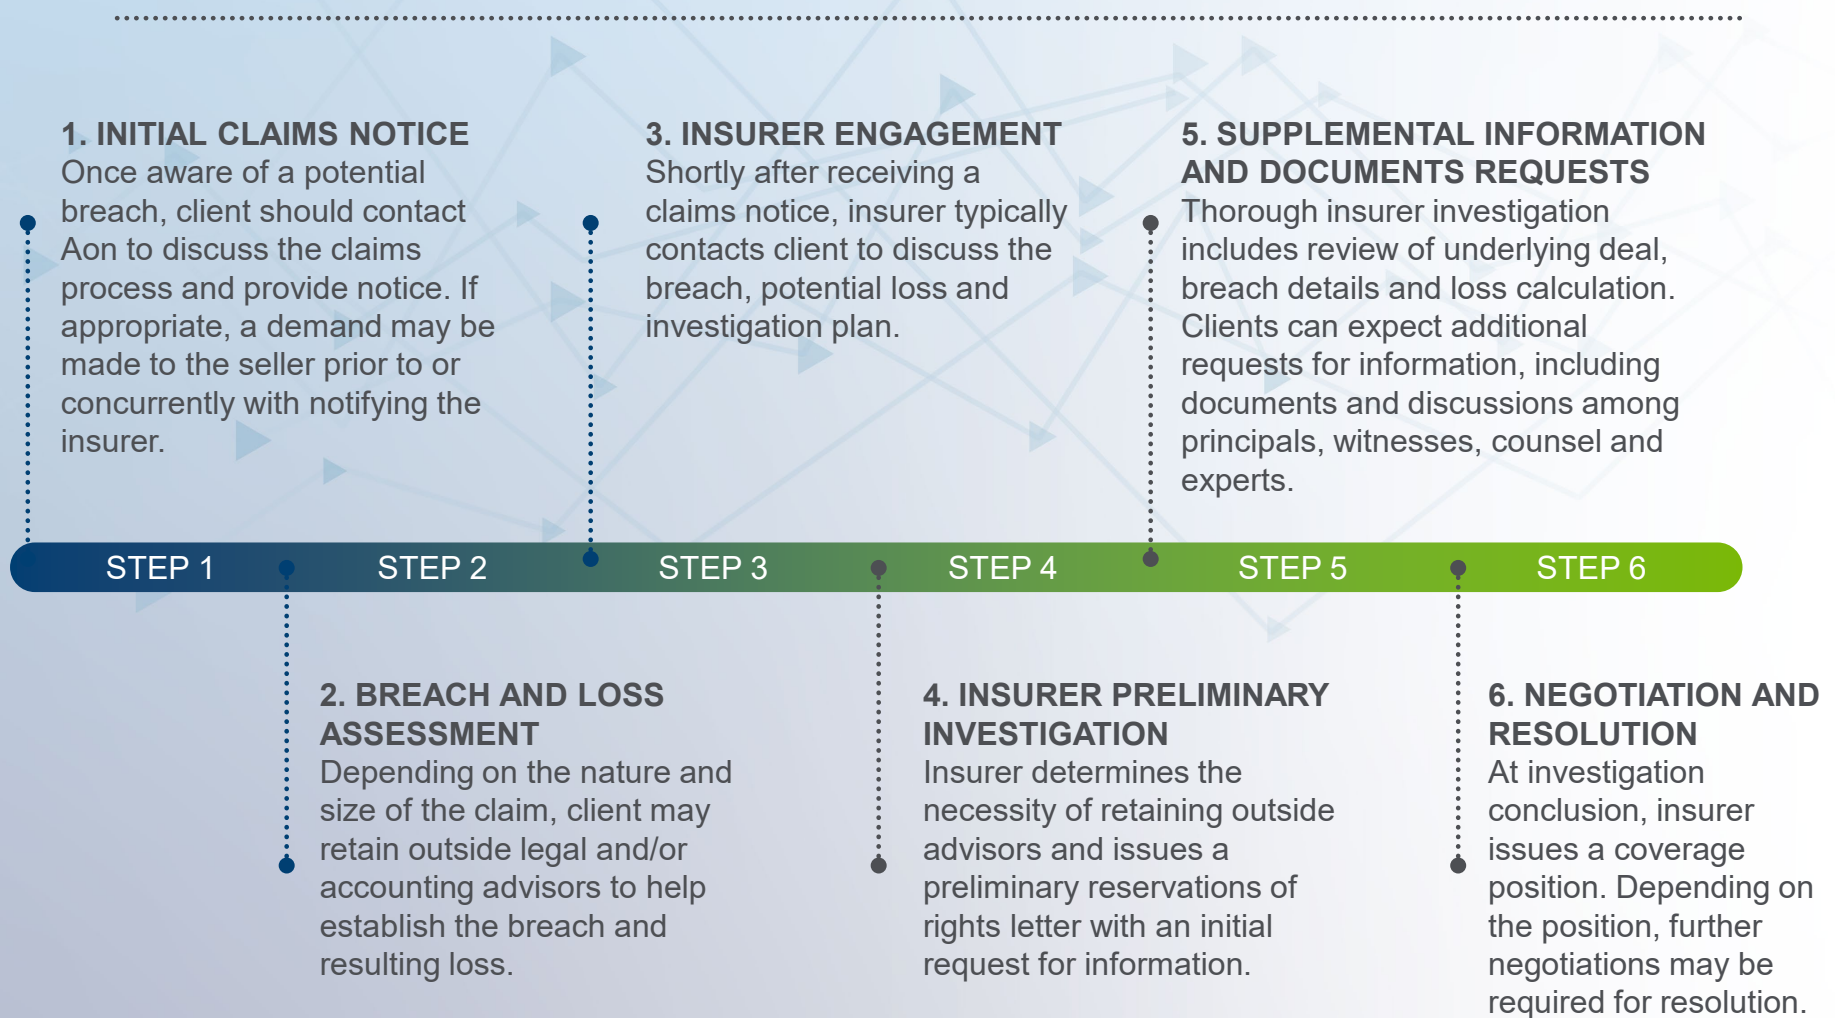 1. INITIAL CLAIMS NOTICE
Once aware of a potential
breach, client should contact
Aon to discuss the claims
process and provide notice. If
appropriate, a demand may be
made to the seller prior to or
concurrently with notifying the
insurer.
3. INSURER ENGAGEMENT
Shortly after receiving a
claims notice, insurer typically
contacts client to discuss the
breach, potential loss and
investigation plan.
5. SUPPLEMENTAL INFORMATION
AND DOCUMENTS REQUESTS
Thorough insurer investigation
includes review of underlying deal,
breach details and loss calculation.
Clients can expect additional
requests for information, including
documents and discussions among
principals, witnesses, counsel and
experts.
STEP 1
STEP 2
STEP 3
STEP 4
STEP 5
STEP 6
2. BREACH AND LOSS
ASSESSMENT
Depending on the nature and
size of the claim, client may
retain outside legal and/or
accounting advisors to help
establish the breach and
resulting loss.
4. INSURER PRELIMINARY
INVESTIGATION
Insurer determines the
necessity of retaining outside
advisors and issues a
preliminary reservations of
rights letter with an initial
request for information.
6. NEGOTIATION AND
RESOLUTION
At investigation
conclusion, insurer
issues a coverage
position. Depending on
the position, further
negotiations may be
required for resolution.